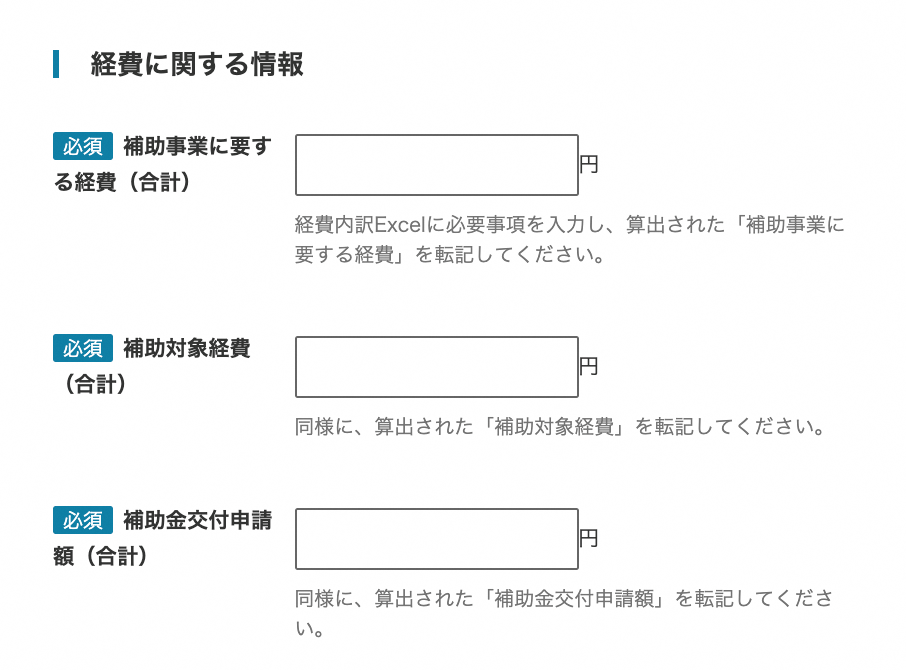 経費に関する情報
必須 補助事業に要す
る経費（合計）
円
経費内訳Excelに必要事項を入力し、算出された「補助事業に
要する経費」を転記してください。
必須 補助対象経費
（合計）
円
同様に、算出された「補助対象経費」を転記してください。
必須 補助金交付申請
額（合計）
円
同様に、算出された「補助金交付申請額」を転記してくださ
い。